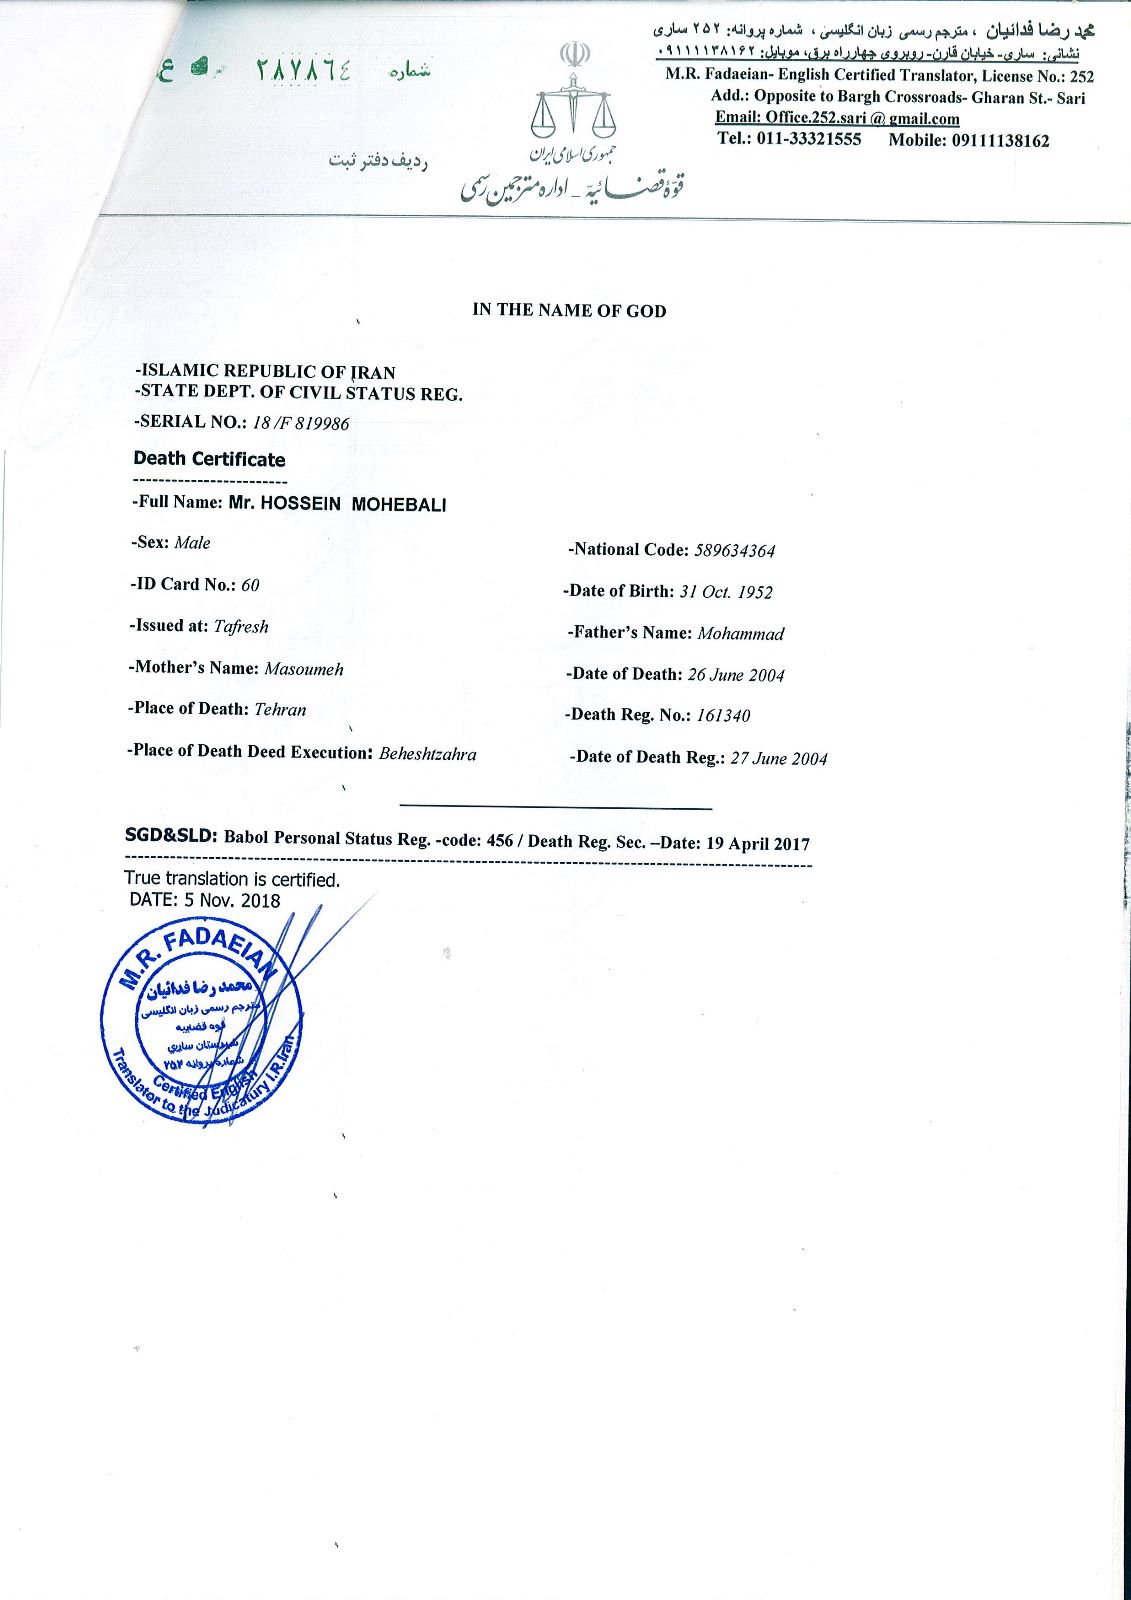 محمد رضا فدائیان ، مترجم رسمی زبان انگلیسی ، شماره پروانه: ۲۵۲ ساری
نشانی: ساری- خیابان قارن- روبروی چهارراه برق، موبایل: ۰۹۱۱۱۱۳۸۱۶۲
M.R. Fadaeian- English Certified Translator, License No.: 252
Add.: Opposite to Bargh Crossroads- Gharan St.- Sari
Email: Office.252.sari @ gmail.com
Tel.: 011-33321555 Mobile: 09111138162
شماره ۲۸۷۸۶٤
ردیف دفتر ثبت
جمهوری اسلامی ایران
قوّهٔ قضائیّه - اداره مترجمین رسمی
IN THE NAME OF GOD
-ISLAMIC REPUBLIC OF IRAN
-STATE DEPT. OF CIVIL STATUS REG.
-SERIAL NO.: 18 /F 819986
Death Certificate
-----------------------
-Full Name: Mr. HOSSEIN MOHEBALI
-Sex: Male
-National Code: 589634364
-ID Card No.: 60
-Date of Birth: 31 Oct. 1952
-Issued at: Tafresh
-Father's Name: Mohammad
-Mother's Name: Masoumeh
-Date of Death: 26 June 2004
-Place of Death: Tehran
-Death Reg. No.: 161340
-Place of Death Deed Execution: Beheshtzahra
-Date of Death Reg.: 27 June 2004
SGD&SLD: Babol Personal Status Reg. -code: 456 / Death Reg. Sec. –Date: 19 April 2017
True translation is certified.
DATE: 5 Nov. 2018
M.R. FADAEIAN
محمد رضا فدائیان
مترجم رسمی زبان انگلیسی
قوه قضاییه
شهرستان ساری
شماره پروانه ۲۵۲
Certified English
Translator to the Judicatury I.R.Iran